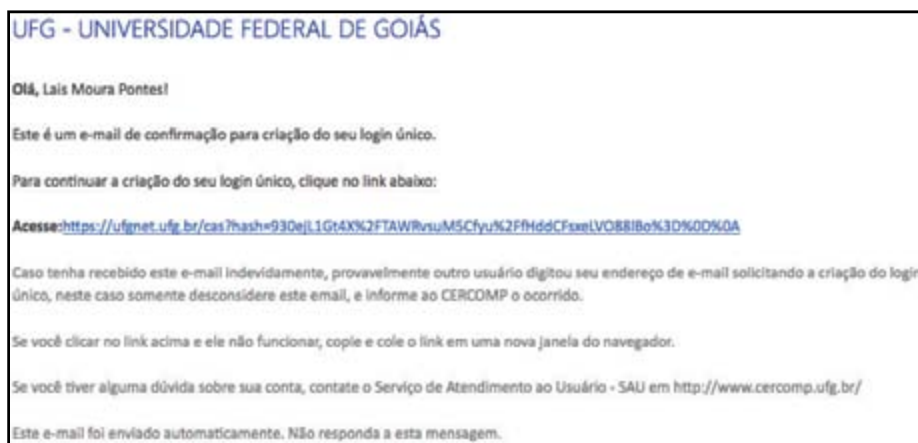 UFG - UNIVERSIDADE FEDERAL DE GOIÁS
Olá, Lais Moura Pontes!
Este é um e-mail de confirmação para criação do seu login único.
Para continuar a criação do seu login único, clique no link abaixo:
Acesse:https://ufgnet.ufg.br/cas?hash=930ejL1Gt4X%2FTAWRvsuM5Cfyu%2FfHddCFsxeLVO88lBo%3D%0D%0A
Caso tenha recebido este e-mail indevidamente, provavelmente outro usuário digitou seu endereço de e-mail solicitando a criação do login
único, neste caso somente desconsidere este email, e informe ao CERCOMP o ocorrido.
Se você clicar no link acima e ele não funcionar, copie e cole o link em uma nova janela do navegador.
Se você tiver alguma dúvida sobre sua conta, contate o Serviço de Atendimento ao Usuário - SAU em http://www.cercomp.ufg.br/
Este e-mail foi enviado automaticamente. Não responda a esta mensagem.